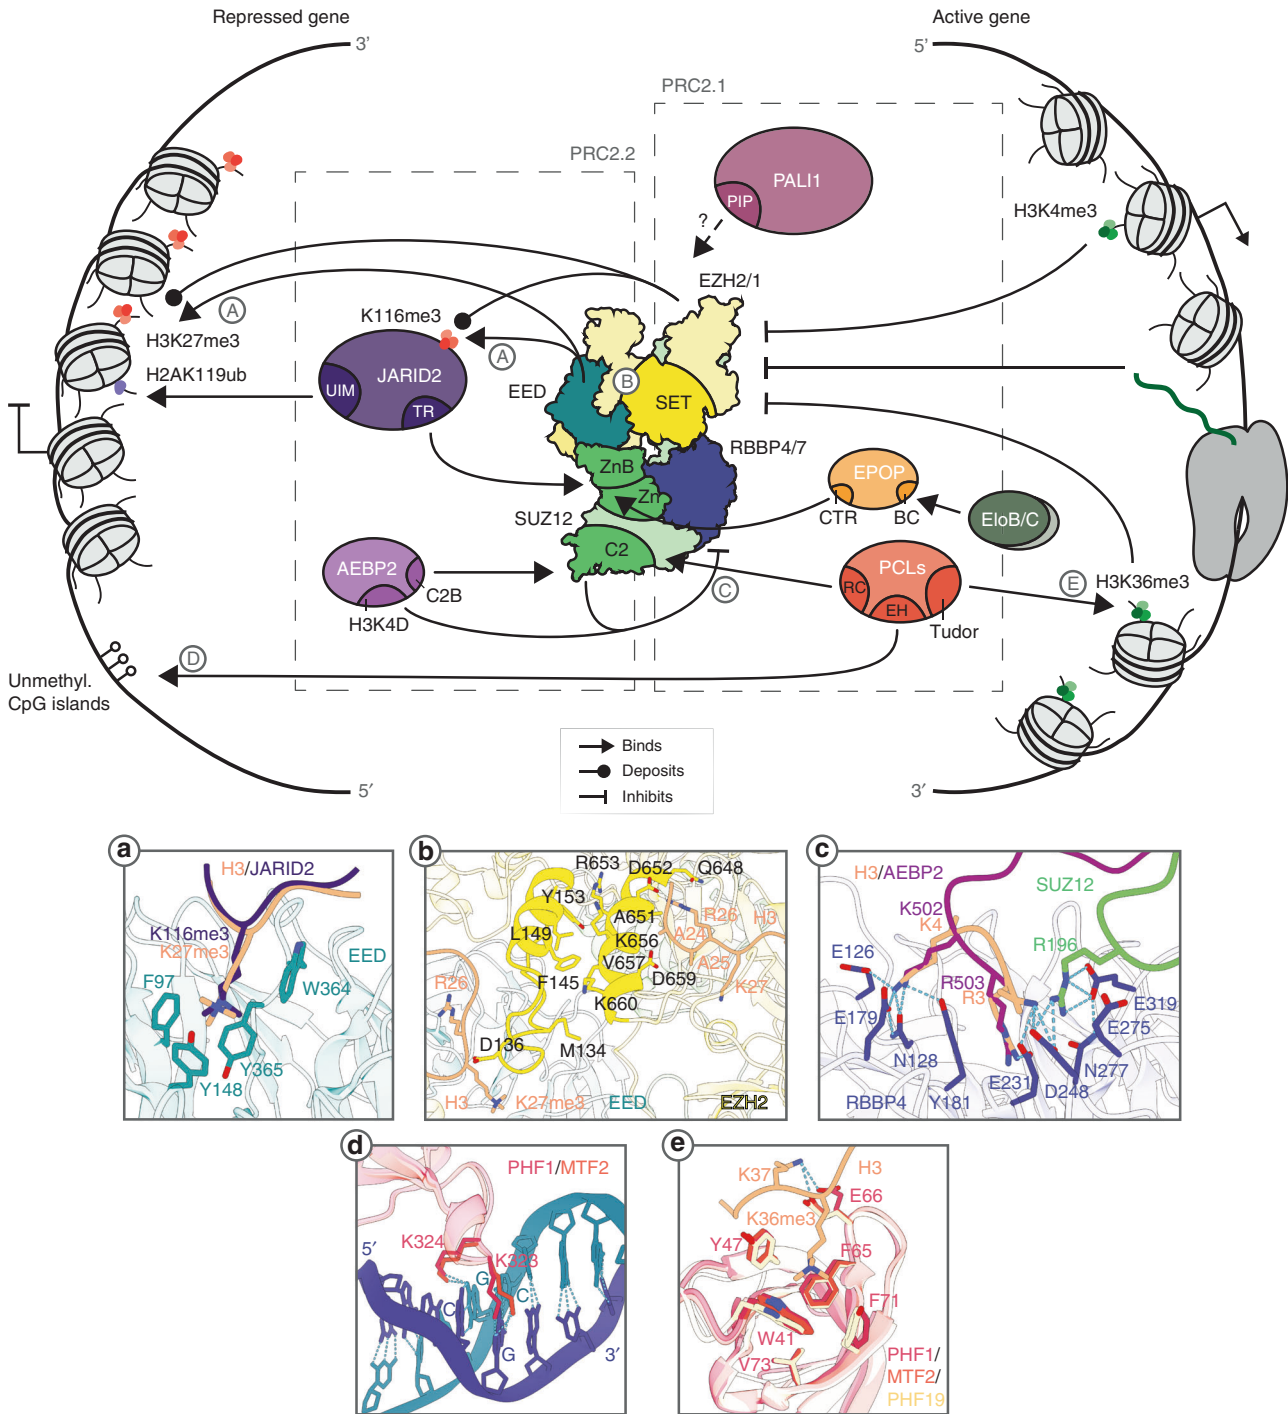 Repressed gene
Active gene
3’
5’
PRC2.1
PRC2.2
PALI1
PIP
?
H3K4me3
EZH2/1
A
K116me3
H3K27me3
A
H2AK119ub
JARID2
UIM
TR
EED
B
SET
RBBP4/7
ZnB
Zn
EPOP
CTR
BC
EloB/C
SUZ12
C2
AEBP2
C2B
H3K4D
C
PCLs
RC
EH
Tudor
E
H3K36me3
D
Unmethyl.
CpG islands
Binds
Deposits
Inhibits
5′
3′
a
H3/JARID2
K116me3
K27me3
EED
F97
W364
Y365
Y148
b
R653
D652
Q648
Y153
A651
R26
H3
L149
A24
K656
V657
A25
R26
F145
D659
K27
K660
D136
M134
H3
K27me3
EED
EZH2
c
H3/AEBP2
SUZ12
K502
K4
E126
R196
R503
R3
E319
E179
E275
N128
N277
E231
D248
RBBP4
Y181
d
PHF1/MTF2
K324
5′
K323
G
C
C
G
3′
e
K37
H3
E66
K36me3
Y47
F65
F71
W41
V73
PHF1/
MTF2/
PHF19